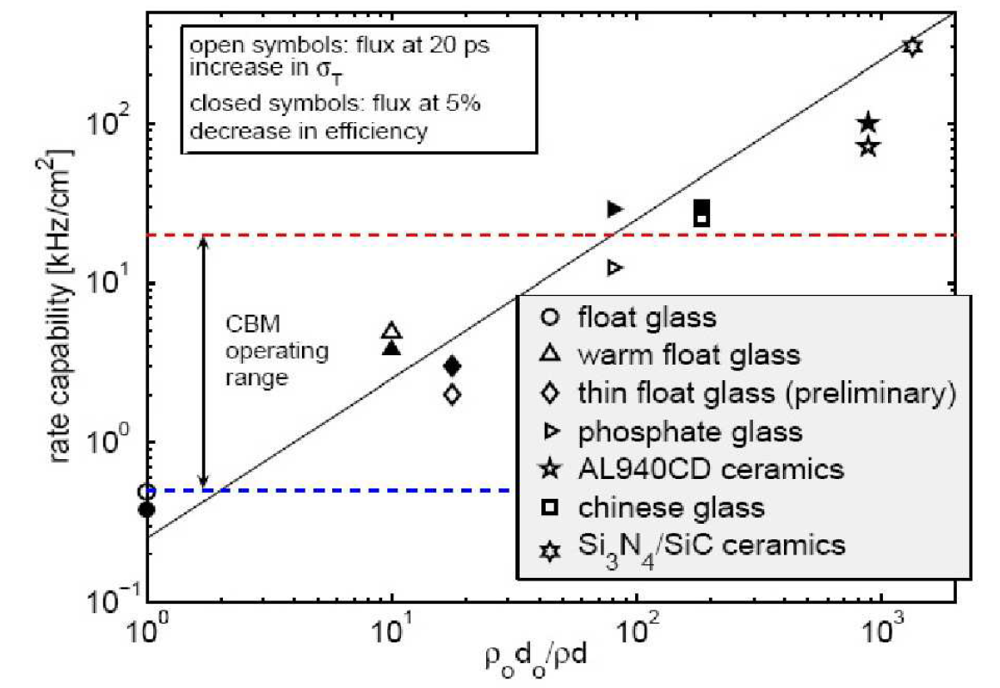 open symbols: flux at 20 ps
increase in σT
closed symbols: flux at 5%
decrease in efficiency
rate capability [kHz/cm²]
10²
10¹
10⁰
10⁻¹
CBM
operating
range
float glass
warm float glass
thin float glass (preliminary)
phosphate glass
AL940CD ceramics
chinese glass
Si₃N₄/SiC ceramics
10⁰ 10¹ 10² 10³
ρₒdₒ/ρd